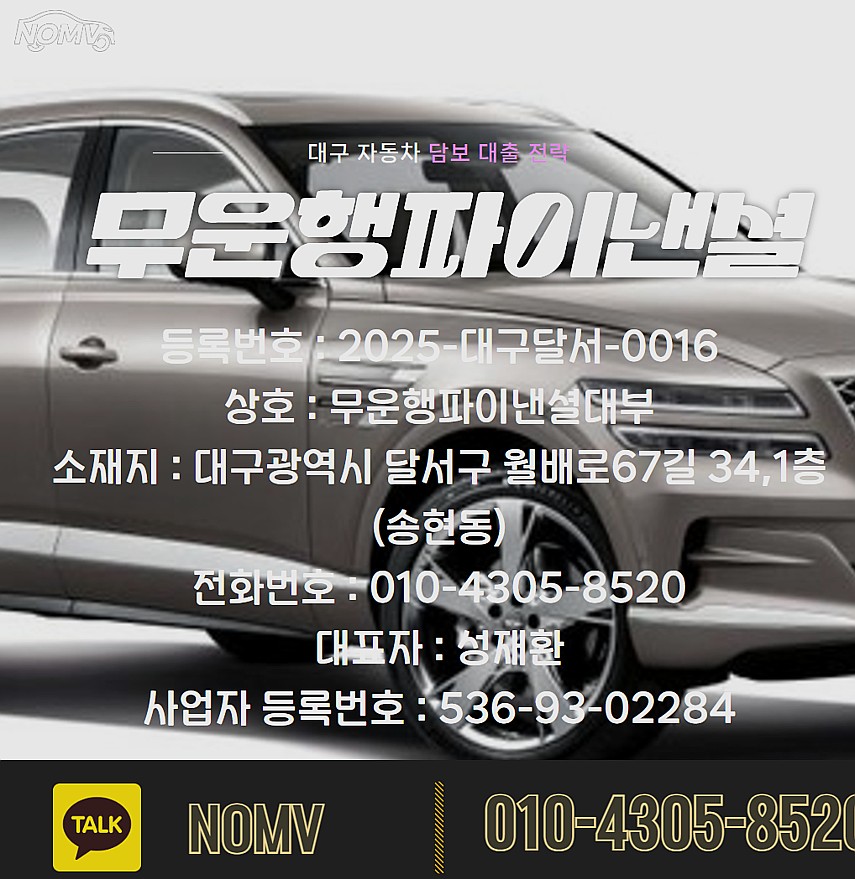 NOMV
대구 자동차 담보 대출 전략
무운행파이낸셜
등록번호 : 2025-대구달서-0016
상호 : 무운행파이낸셜대부
소재지 : 대구광역시 달서구 월배로67길 34,1층
(송현동)
전화번호 : 010-4305-8520
대표자 : 성재환
사업자 등록번호 : 536-93-02284
TALK NOMV 010-4305-8520